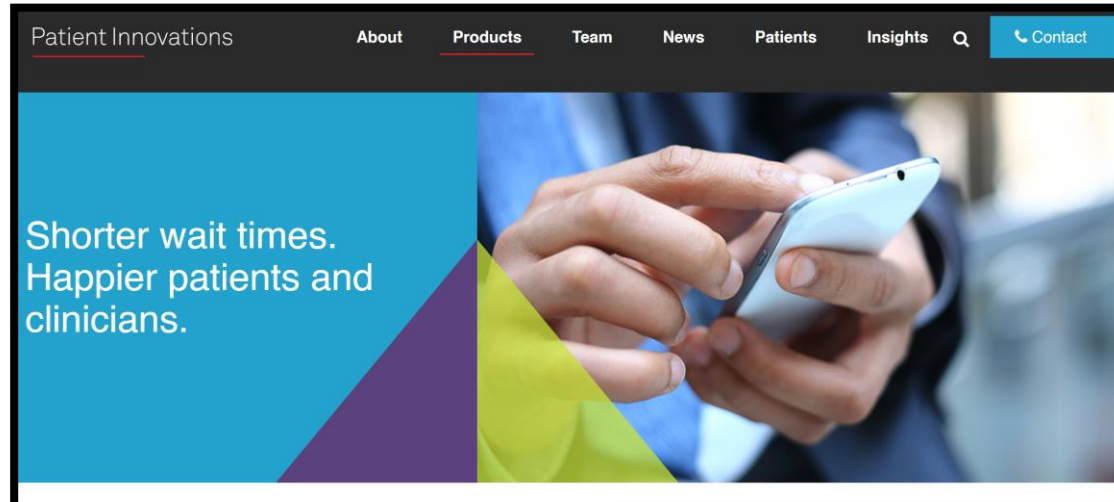 Patient Innovations
About Products Team News Patients Insights Contact
Shorter wait times.
Happier patients and
clinicians.